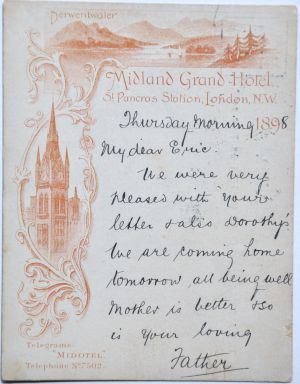 Derwentwater
Midland Grand Hotel
St Pancras Station, London, N.W.
Thursday Morning 1898
My dear Eric.
We were very
pleased with your
letter & also Dorothy's
We are coming home
tomorrow all being well
Mother is better & so
is your loving
Father
Telegrams
"MIDOTEL"
Telephone No 7502.